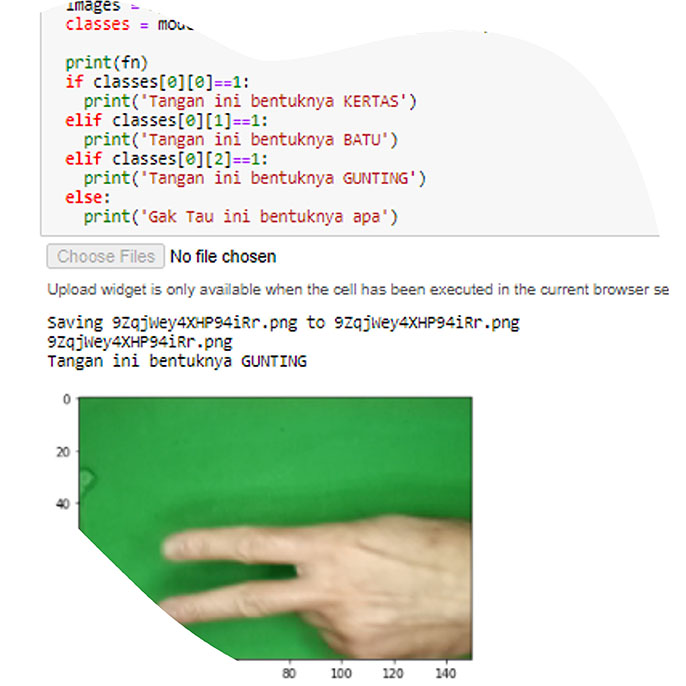 images =
classes =
print(fn)
if classes[0][0]==1:
print('Tangan ini bentuknya KERTAS')
elif classes[0][1]==1:
print('Tangan ini bentuknya BATU')
elif classes[0][2]==1:
print('Tangan ini bentuknya GUNTING')
else:
print('Gak Tau ini bentuknya apa')
Choose Files No file chosen
Upload widget is only available when the cell has been executed in the current browser se
Saving 9ZqjWey4XHP94iRr.png to 9ZqjWey4XHP94iRr.png
9ZqjWey4XHP94iRr.png
Tangan ini bentuknya GUNTING
0
20
40
80 100 120 140